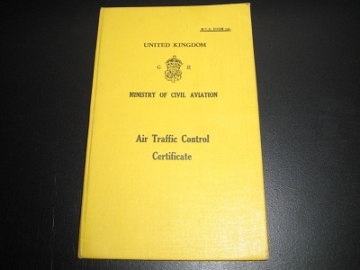 UNITED KINGDOM
G R
MINISTRY OF CIVIL AVIATION
Air Traffic Control
Certificate